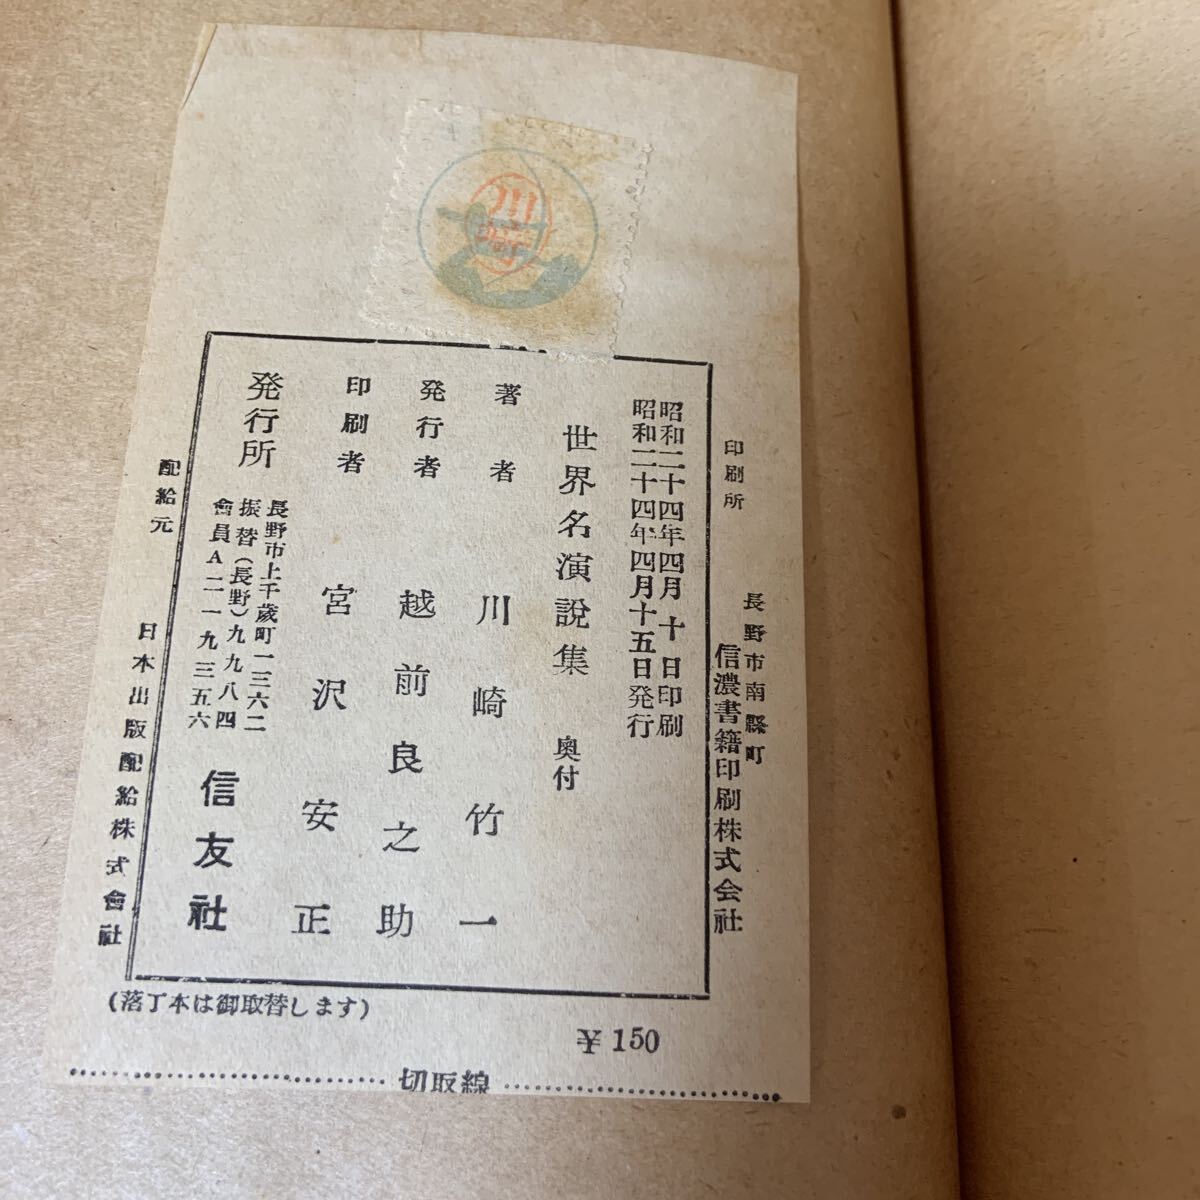 川崎
印刷所
長野市南縣町
信濃書籍印刷株式会社
昭和二十四年四月十日印刷
昭和二十四年四月十五日発行
世界名演説集 奥付
著者 川崎竹一
発行者 越前良之助
印刷者 宮沢安正
発行所
長野市上千歳町一三六二
振替(長野)九九八四
會員A二一九三五六
信友社
配給元
日本出版配給株式會社
(落丁本は御取替します)
￥150
切取線